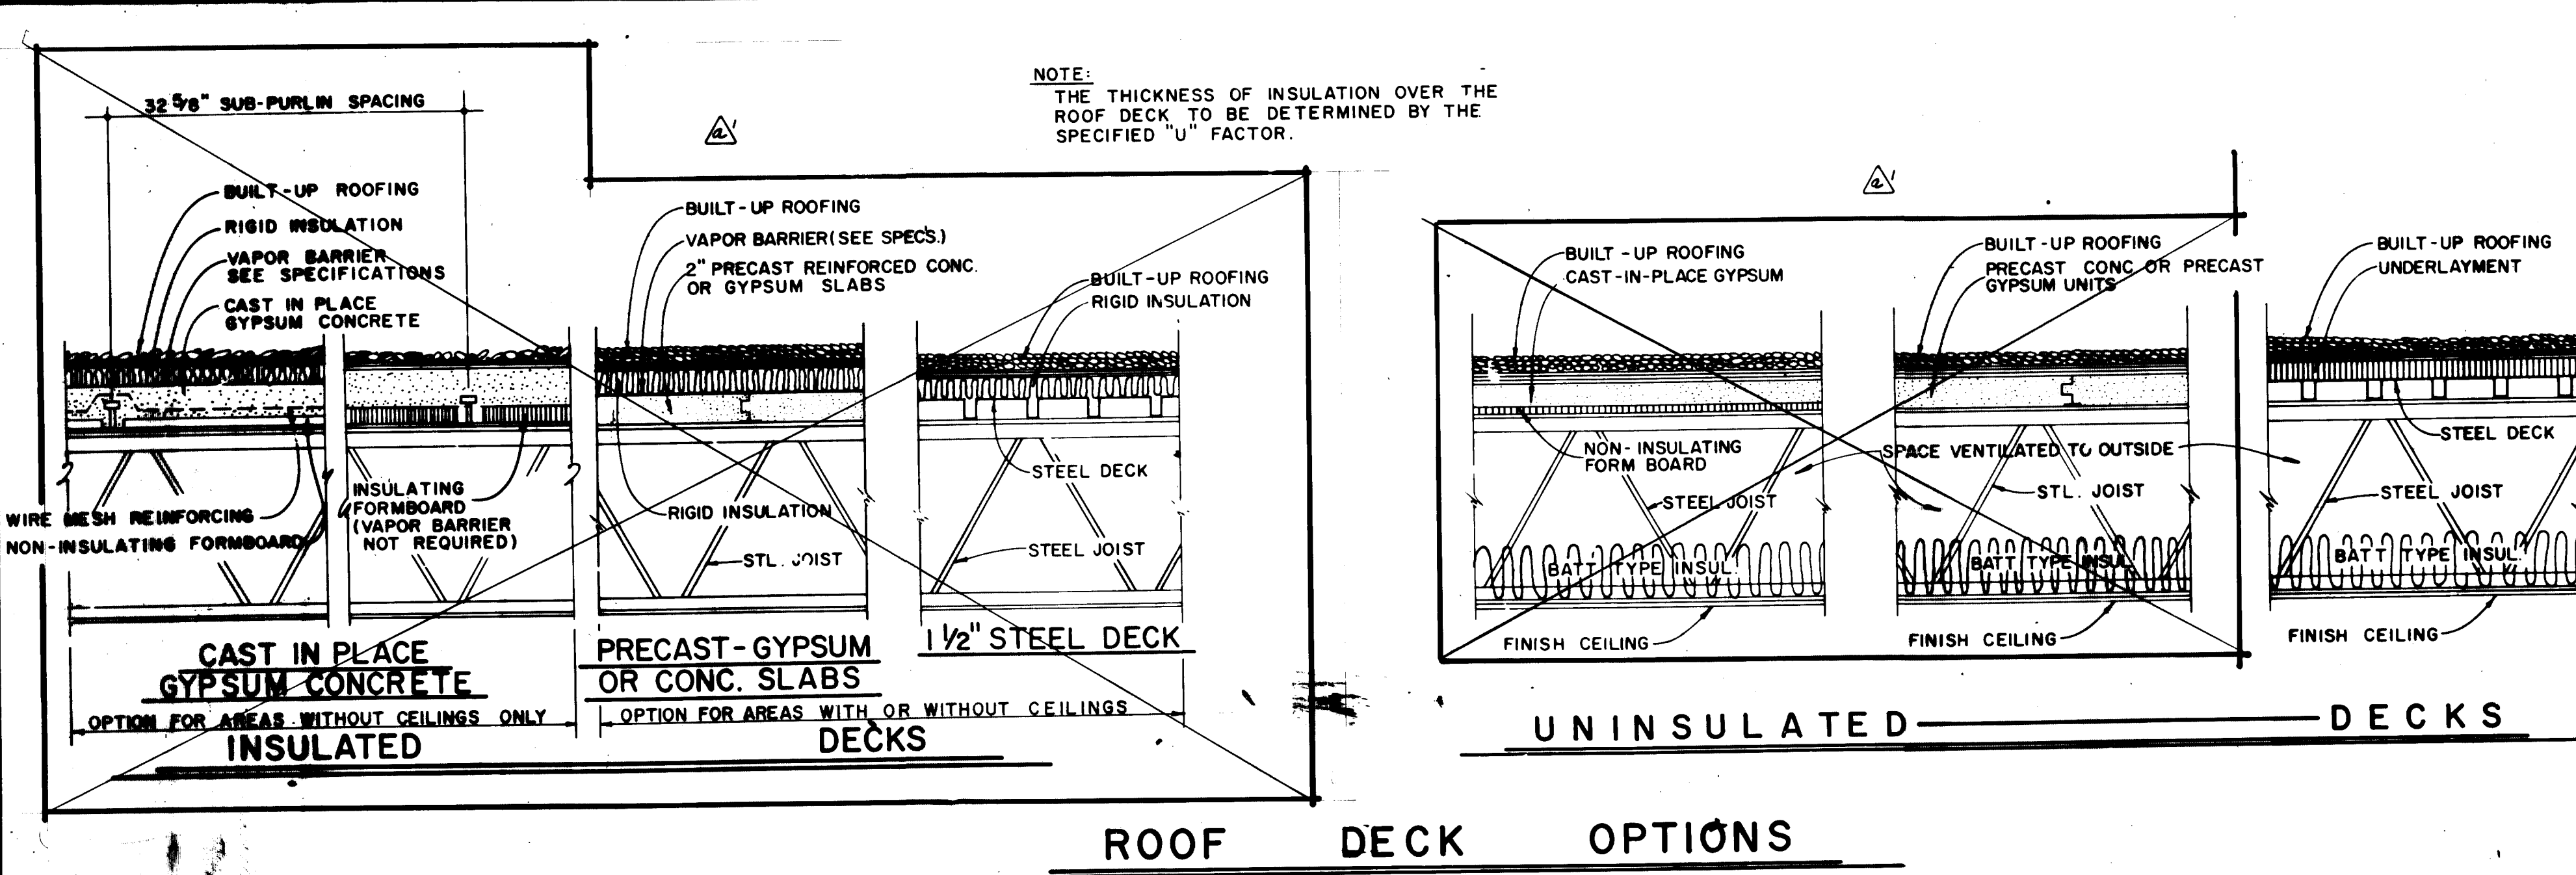 NOTE:
THE THICKNESS OF INSULATION OVER THE
ROOF DECK TO BE DETERMINED BY THE
SPECIFIED "U" FACTOR.
32 5/8" SUB-PURLIN SPACING
a'
BUILT-UP ROOFING
RIGID INSULATION
VAPOR BARRIER
SEE SPECIFICATIONS
CAST IN PLACE
GYPSUM CONCRETE
WIRE MESH REINFORCING
NON-INSULATING FORMBOARD
INSULATING
FORMBOARD
(VAPOR BARRIER
NOT REQUIRED)
CAST IN PLACE
GYPSUM CONCRETE
OPTION FOR AREAS WITHOUT CEILINGS ONLY
BUILT-UP ROOFING
VAPOR BARRIER (SEE SPECS.)
2" PRECAST REINFORCED CONC.
OR GYPSUM SLABS
RIGID INSULATION
STL. JOIST
PRECAST-GYPSUM
OR CONC. SLABS
BUILT-UP ROOFING
RIGID INSULATION
STEEL DECK
STEEL JOIST
1 1/2" STEEL DECK
OPTION FOR AREAS WITH OR WITHOUT CEILINGS
INSULATED DECKS
a'
BUILT-UP ROOFING
CAST-IN-PLACE GYPSUM
NON-INSULATING
FORM BOARD
STEEL JOIST
BATT TYPE INSUL.
FINISH CEILING
BUILT-UP ROOFING
PRECAST CONC OR PRECAST
GYPSUM UNITS
SPACE VENTILATED TO OUTSIDE
STL. JOIST
BATT TYPE INSUL.
FINISH CEILING
BUILT-UP ROOFING
UNDERLAYMENT
STEEL DECK
STEEL JOIST
BATT TYPE INSUL.
FINISH CEILING
UNINSULATED DECKS
ROOF DECK OPTIONS